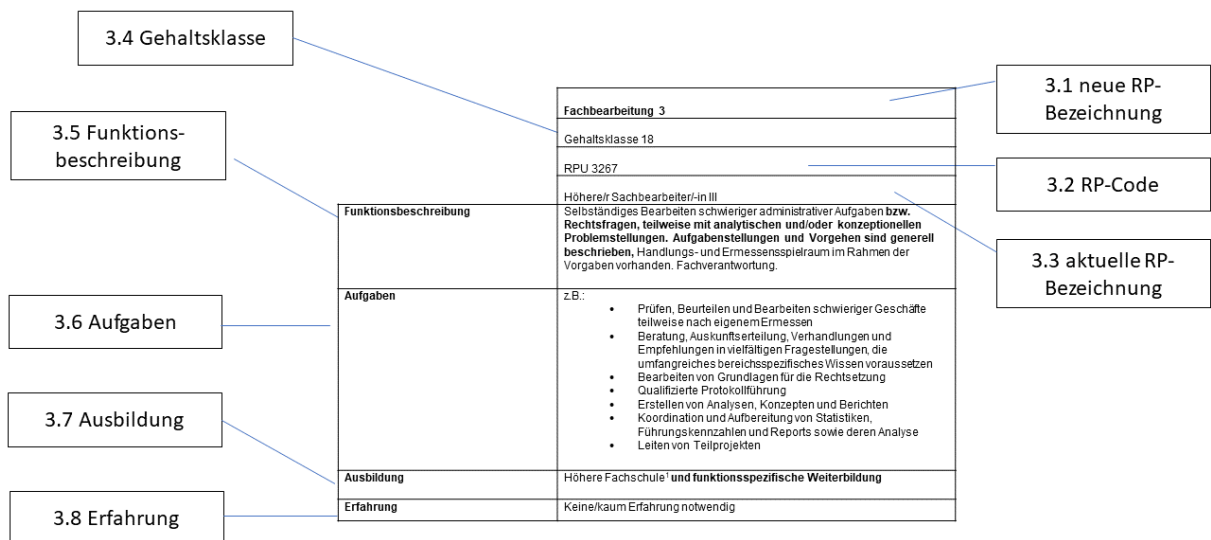 3.4 Gehaltsklasse
3.1 neue RP-
Bezeichnung
3.5 Funktions-
beschreibung
3.2 RP-Code
3.3 aktuelle RP-
Bezeichnung
3.6 Aufgaben
3.7 Ausbildung
3.8 Erfahrung
Fachbearbeitung 3
Gehaltsklasse 18
RPU 3267
Höhere/r Sachbearbeiter/-in III
Funktionsbeschreibung
Selbständiges Bearbeiten schwieriger administrativer Aufgaben bzw.
Rechtsfragen, teilweise mit analytischen und/oder konzeptionellen
Problemstellungen. Aufgabenstellungen und Vorgehen sind generell
beschrieben, Handlungs- und Ermessensspielraum im Rahmen der
Vorgaben vorhanden. Fachverantwortung.
Aufgaben
z.B.:
• Prüfen, Beurteilen und Bearbeiten schwieriger Geschäfte
teilweise nach eigenem Ermessen
• Beratung, Auskunftserteilung, Verhandlungen und
Empfehlungen in vielfältigen Fragestellungen, die
umfangreiches bereichsspezifisches Wissen voraussetzen
• Bearbeiten von Grundlagen für die Rechtsetzung
• Qualifizierte Protokollführung
• Erstellen von Analysen, Konzepten und Berichten
• Koordination und Aufbereitung von Statistiken,
Führungskennzahlen und Reports sowie deren Analyse
• Leiten von Teilprojekten
Ausbildung
Höhere Fachschule¹ und funktionsspezifische Weiterbildung
Erfahrung
Keine/kaum Erfahrung notwendig